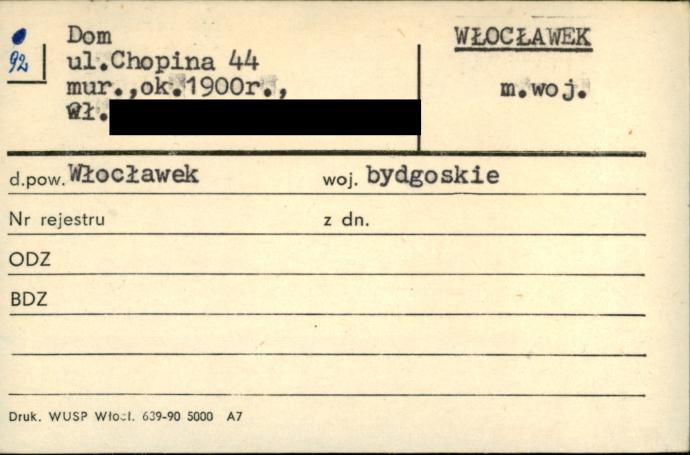 92
Dom
ul.Chopina 44
mur.,ok.1900r.,
wł.
WŁOCŁAWEK
m.woj.
d.pow. Włocławek woj. bydgoskie
Nr rejestru z dn.
ODZ
BDZ
Druk. WUSP Włocł. 639-90 5000 A7